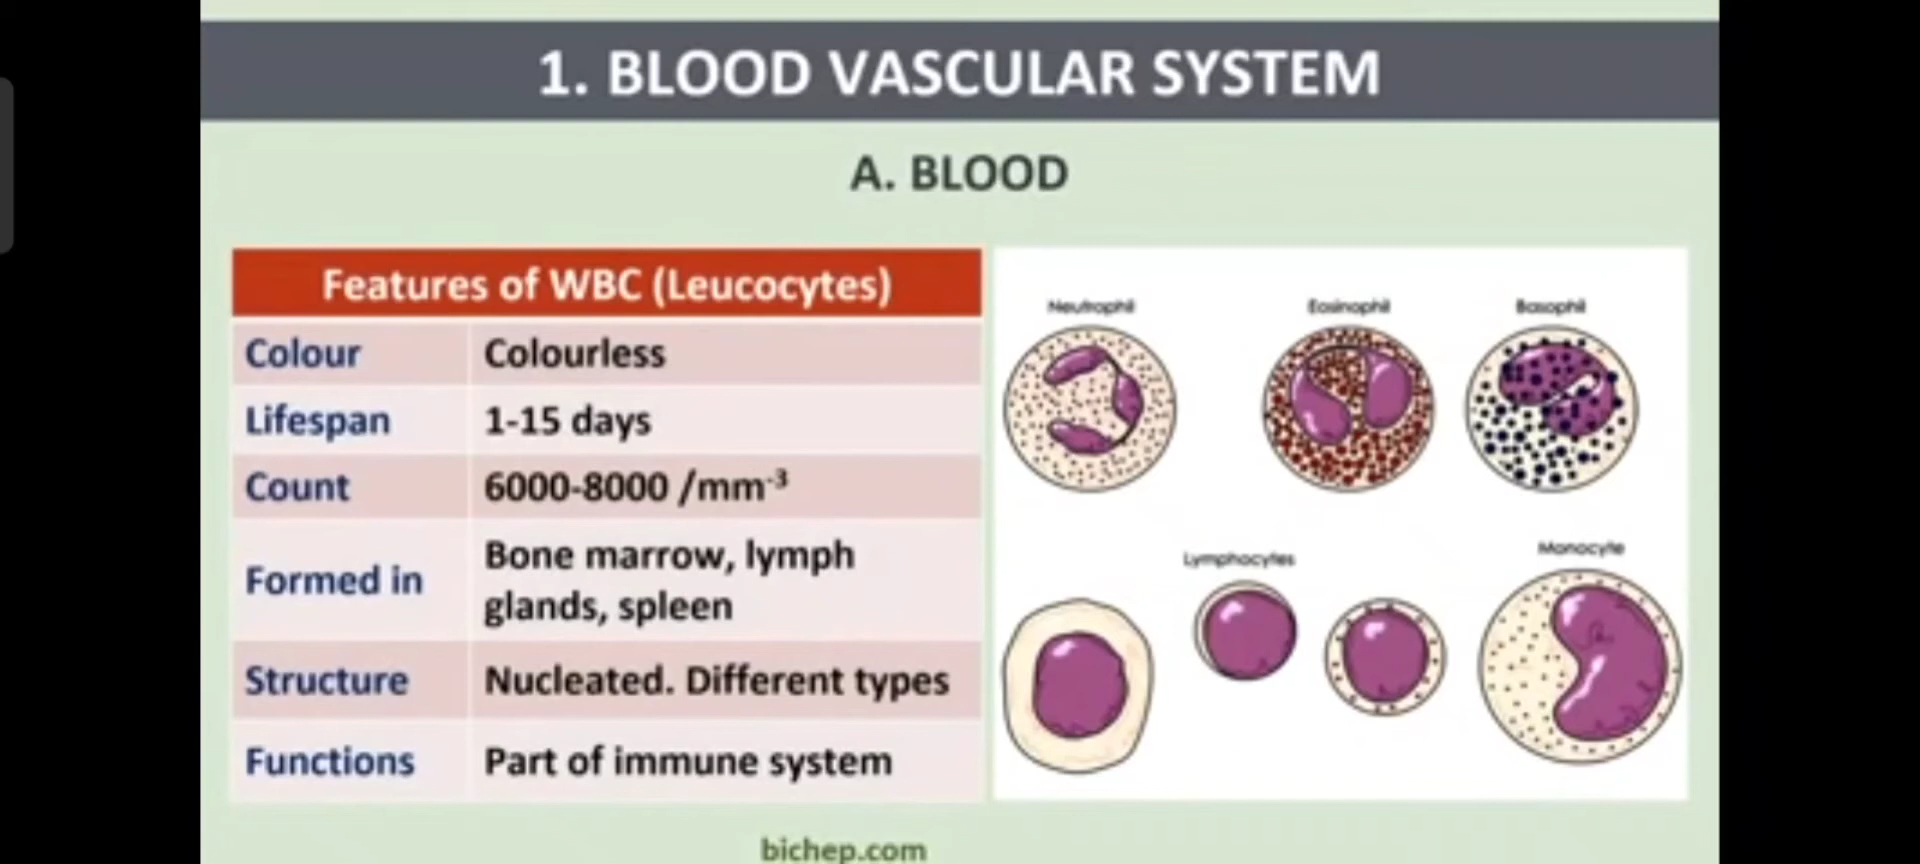 1. BLOOD VASCULAR SYSTEM
A. BLOOD
Features of WBC (Leucocytes)
Colour Colourless
Lifespan 1-15 days
Count 6000-8000 /mm⁻³
Formed in Bone marrow, lymph
glands, spleen
Structure Nucleated. Different types
Functions Part of immune system
Neutrophil Eosinophil Basophil
Lymphocytes Monocyte
bichep.com